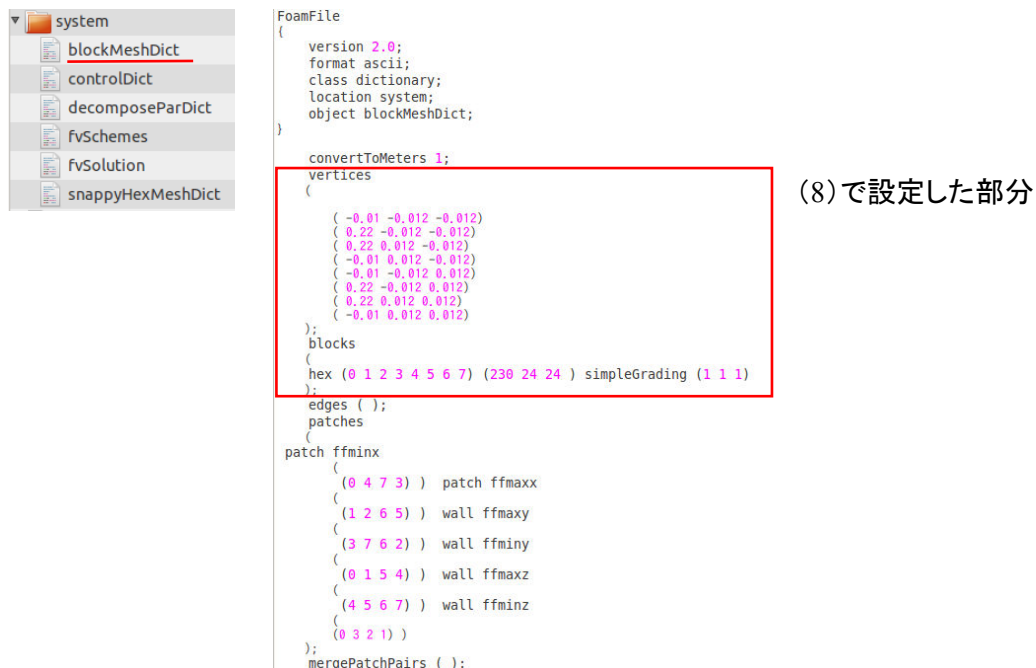 system
blockMeshDict
controlDict
decomposeParDict
fvSchemes
fvSolution
snappyHexMeshDict
FoamFile
{
version 2.0;
format ascii;
class dictionary;
location system;
object blockMeshDict;
}
convertToMeters 1;
vertices
(
( -0.01 -0.012 -0.012)
( 0.22 -0.012 -0.012)
( 0.22 0.012 -0.012)
( -0.01 0.012 -0.012)
( -0.01 -0.012 0.012)
( 0.22 -0.012 0.012)
( 0.22 0.012 0.012)
( -0.01 0.012 0.012)
);
blocks
(
hex (0 1 2 3 4 5 6 7) (230 24 24 ) simpleGrading (1 1 1)
);
edges ( );
patches
(
patch ffminx
(
(0 4 7 3) ) patch ffmaxx
(
(1 2 6 5) ) wall ffmaxy
(
(3 7 6 2) ) wall ffminy
(
(0 1 5 4) ) wall ffmaxz
(
(4 5 6 7) ) wall ffminz
(
(0 3 2 1) )
);
mergePatchPairs ( );
(8)で設定した部分